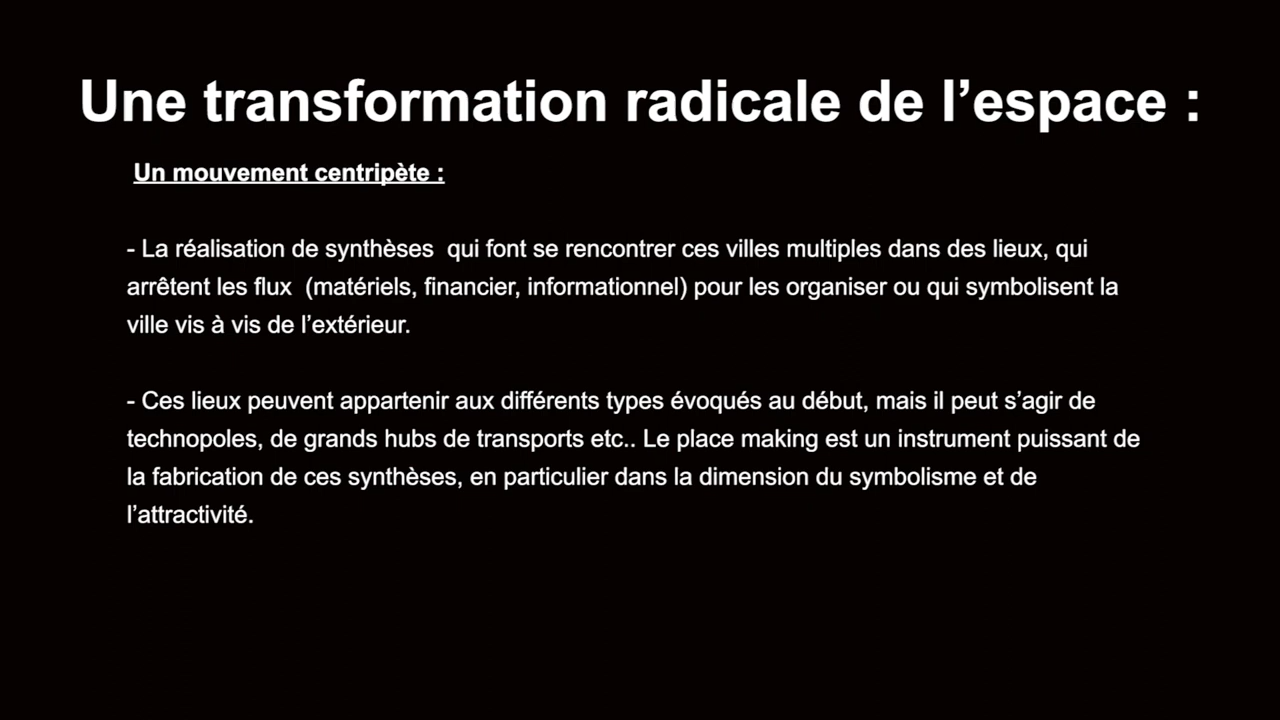 Une transformation radicale de l’espace :
Un mouvement centripète :
- La réalisation de synthèses  qui font se rencontrer ces villes multiples dans des lieux, qui
arrêtent les flux  (matériels, financier, informationnel) pour les organiser ou qui symbolisent la
ville vis à vis de l’extérieur.
- Ces lieux peuvent appartenir aux différents types évoqués au début, mais il peut s’agir de
technopoles, de grands hubs de transports etc.. Le place making est un instrument puissant de
la fabrication de ces synthèses, en particulier dans la dimension du symbolisme et de
l’attractivité.